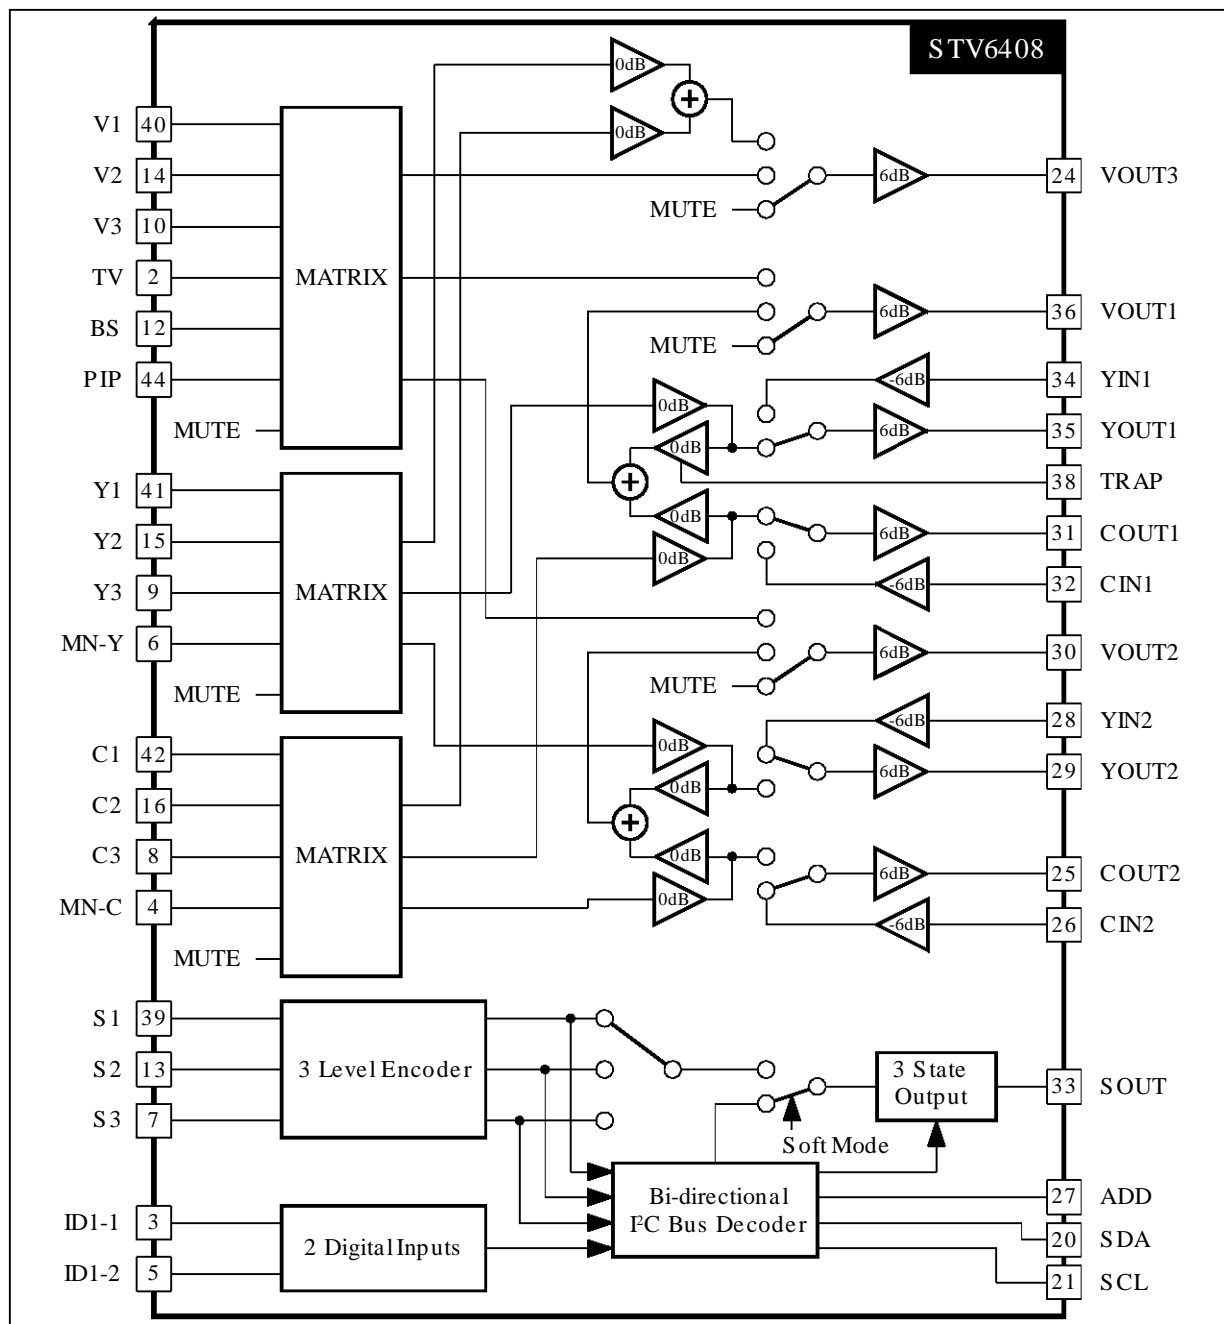 STV6408
V1 40
V2 14
V3 10
TV 2
BS 12
PIP 44
MUTE
MATRIX
0dB
0dB
+
MUTE
6dB
24 VOUT3
MUTE
6dB
36 VOUT1
-6dB
34 YIN1
0dB
6dB
35 YOUT1
0dB
38 TRAP
+
0dB
6dB
31 COUT1
0dB
-6dB
32 CIN1
Y1 41
Y2 15
Y3 9
MN-Y 6
MUTE
MATRIX
MUTE
6dB
30 VOUT2
-6dB
28 YIN2
0dB
6dB
29 YOUT2
0dB
+
0dB
6dB
25 COUT2
0dB
-6dB
26 CIN2
C1 42
C2 16
C3 8
MN-C 4
MUTE
MATRIX
S1 39
S2 13
S3 7
3 Level Encoder
Soft Mode
3 State
Output
33 SOUT
ID1-1 3
ID1-2 5
2 Digital Inputs
Bi-directional
I²C Bus Decoder
27 ADD
20 SDA
21 SCL